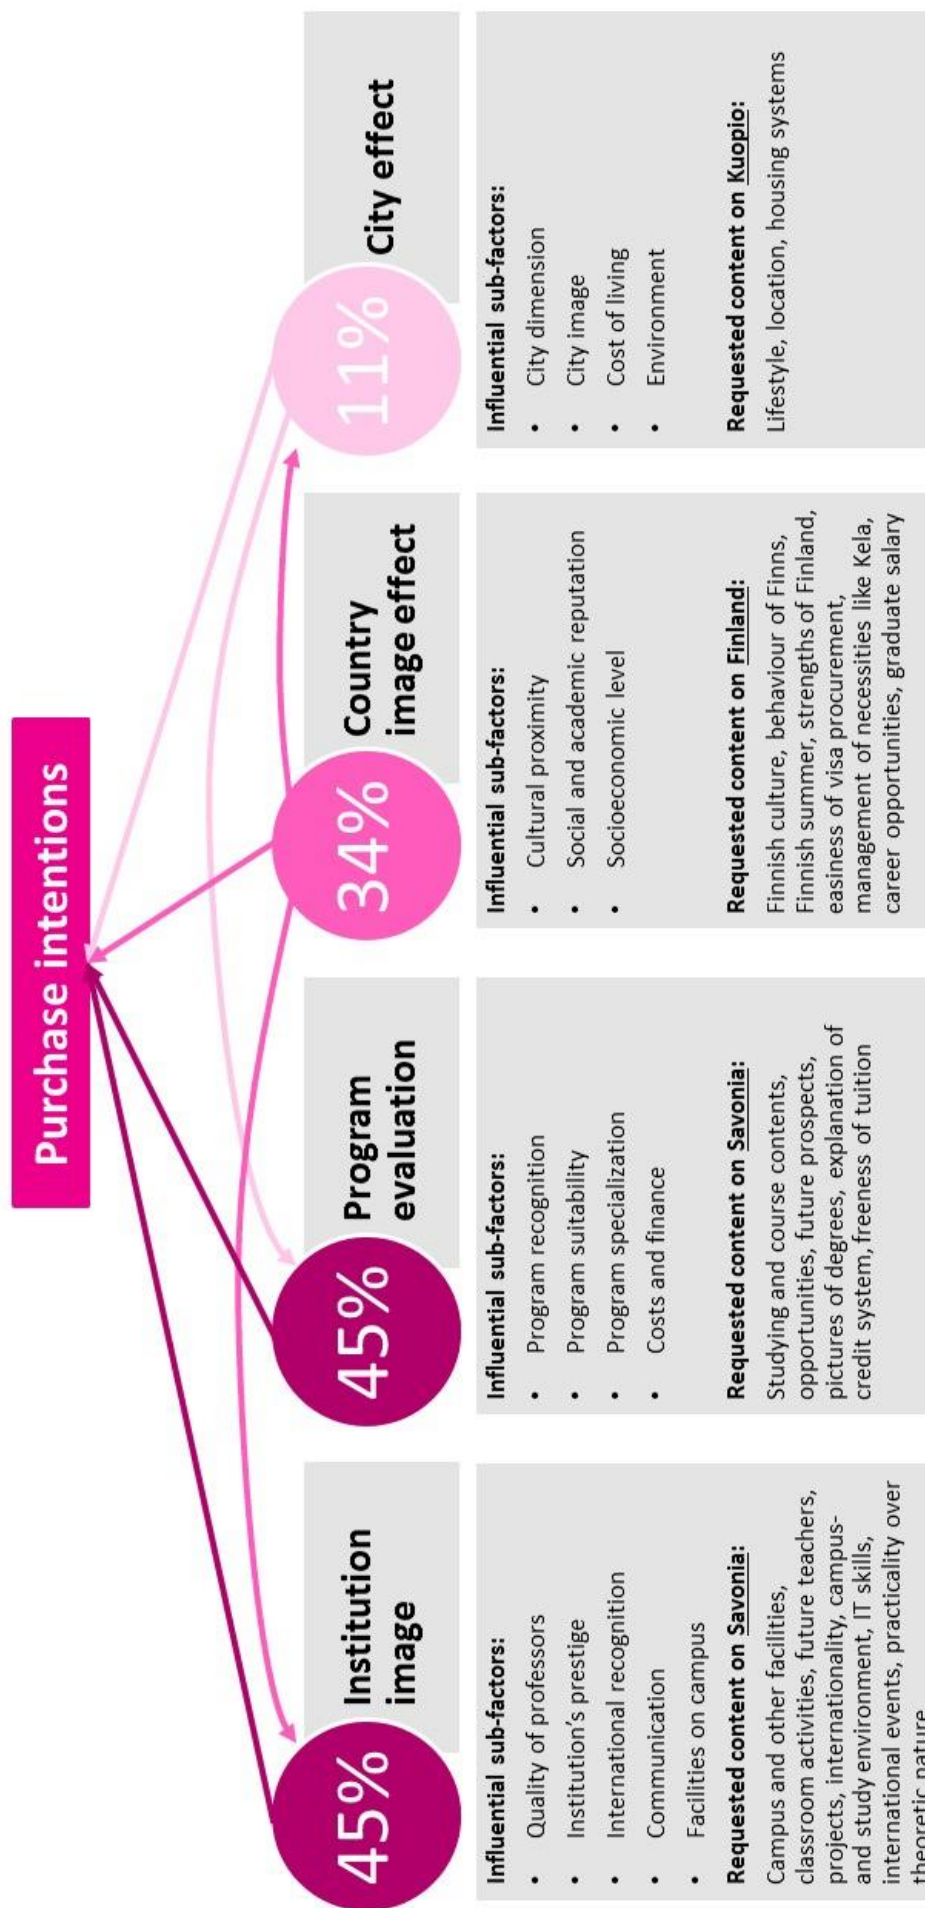 Purchase intentions
45%
Institution
image
45%
Program
evaluation
34%
Country
image effect
11%
City effect
Influential sub-factors:
• Quality of professors
• Institution's prestige
• International recognition
• Communication
• Facilities on campus
Requested content on Savonia:
Campus and other facilities,
classroom activities, future teachers,
projects, internationality, campus-
and study environment, IT skills,
international events, practicality over
theoretic nature
Influential sub-factors:
• Program recognition
• Program suitability
• Program specialization
• Costs and finance
Requested content on Savonia:
Studying and course contents,
opportunities, future prospects,
pictures of degrees, explanation of
credit system, freeness of tuition
Influential sub-factors:
• Cultural proximity
• Social and academic reputation
• Socioeconomic level
Requested content on Finland:
Finnish culture, behaviour of Finns,
Finnish summer, strengths of Finland,
easiness of visa procurement,
management of necessities like Kela,
career opportunities, graduate salary
Influential sub-factors:
• City dimension
• City image
• Cost of living
• Environment
Requested content on Kuopio:
Lifestyle, location, housing systems